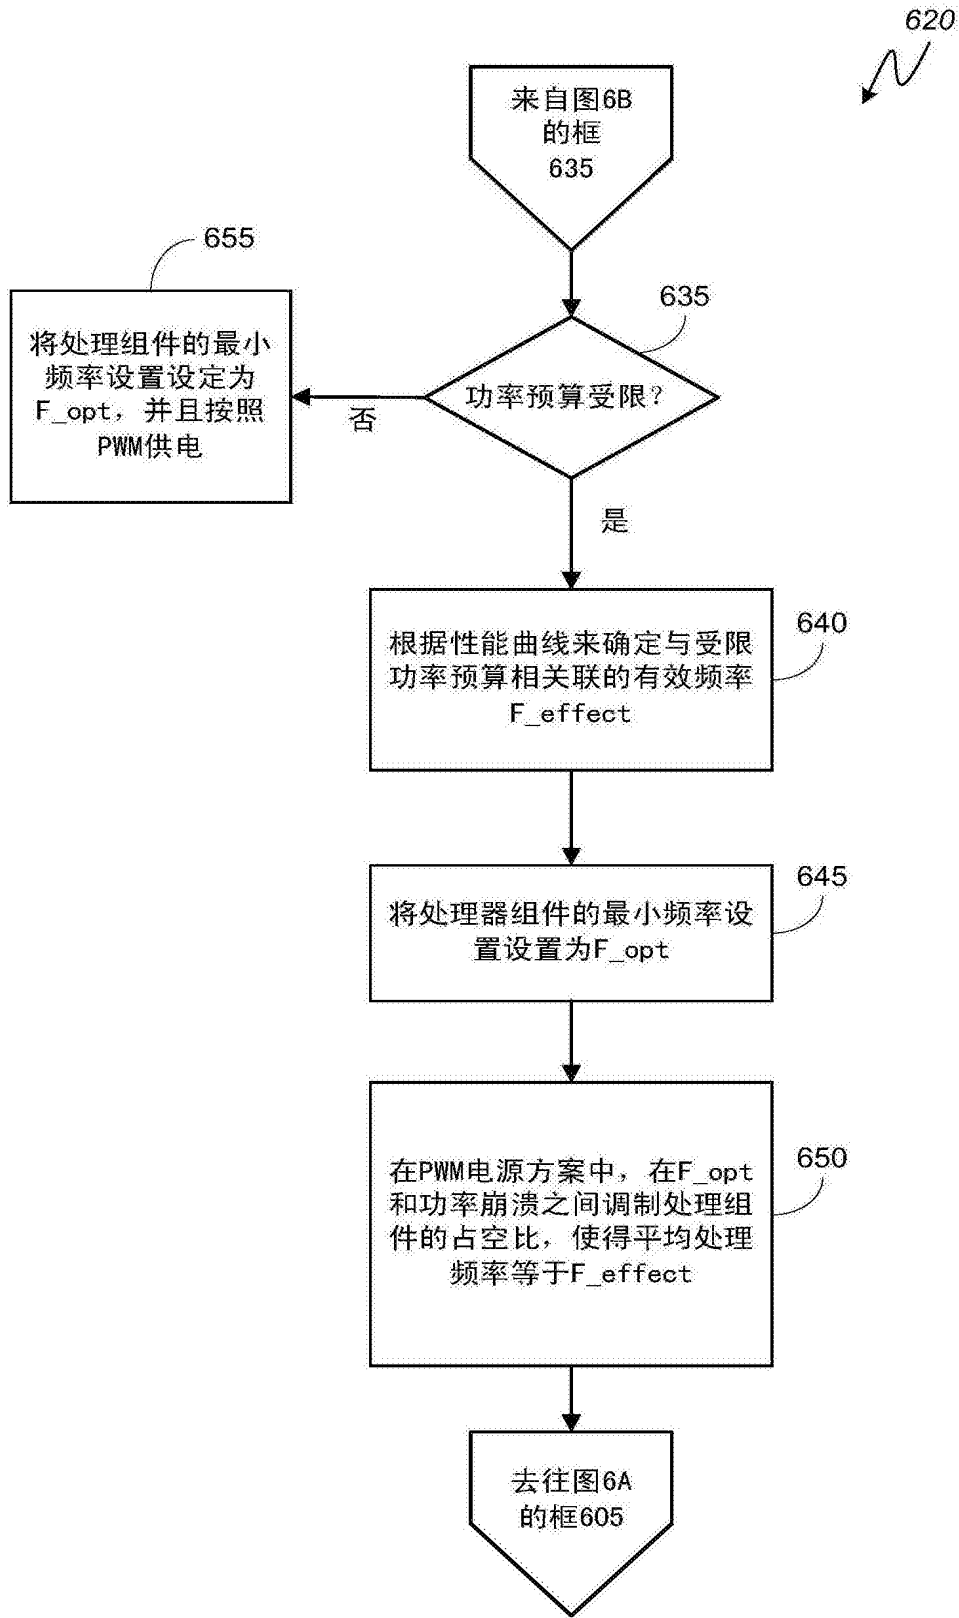 620
来自图6B
的框
635
655
635
将处理组件的最小
频率设置设定为
F_opt，并且按照
PWM供电
功率预算受限？
否
是
640
根据性能曲线来确定与受限
功率预算相关联的有效频率
F_effect
645
将处理器组件的最小频率设
置设置为F_opt
650
在PWM电源方案中，在F_opt
和功率崩溃之间调制处理组
件的占空比，使得平均处理
频率等于F_effect
去往图6A
的框605